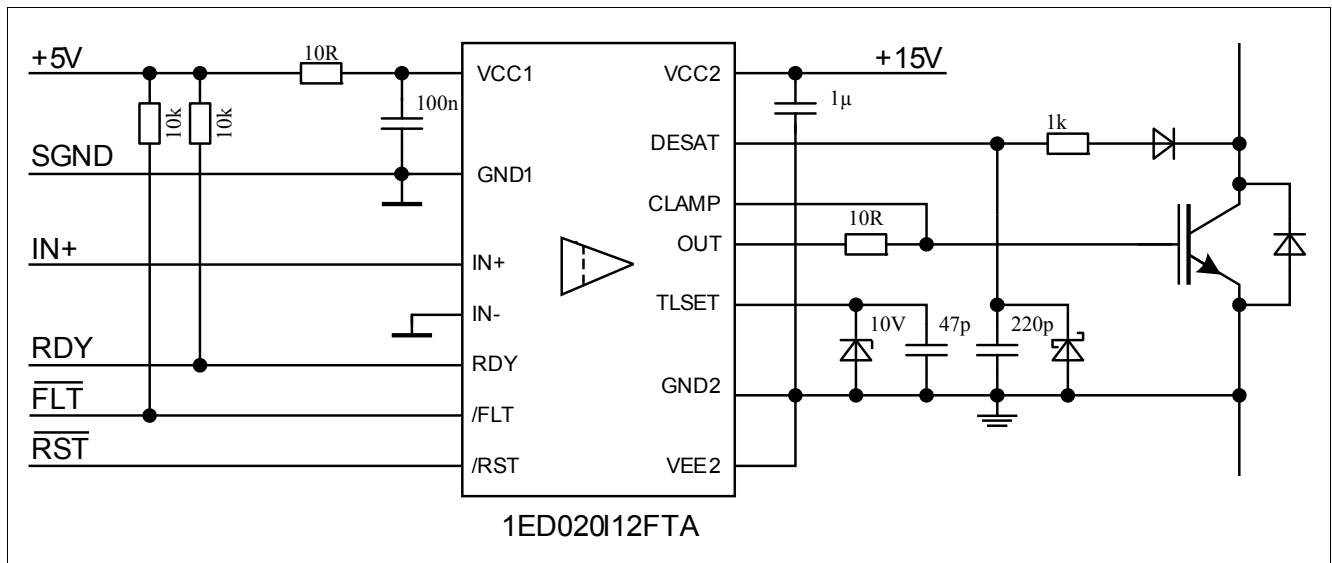 +5V
10R
VCC1
VCC2
+15V
10k
10k
100n
1µ
SGND
GND1
DESAT
1k
CLAMP
10R
OUT
IN+
IN+
TLSET
IN-
10V
47p
220p
RDY
RDY
GND2
FLT
/FLT
RST
/RST
VEE2
1ED020I12FTA